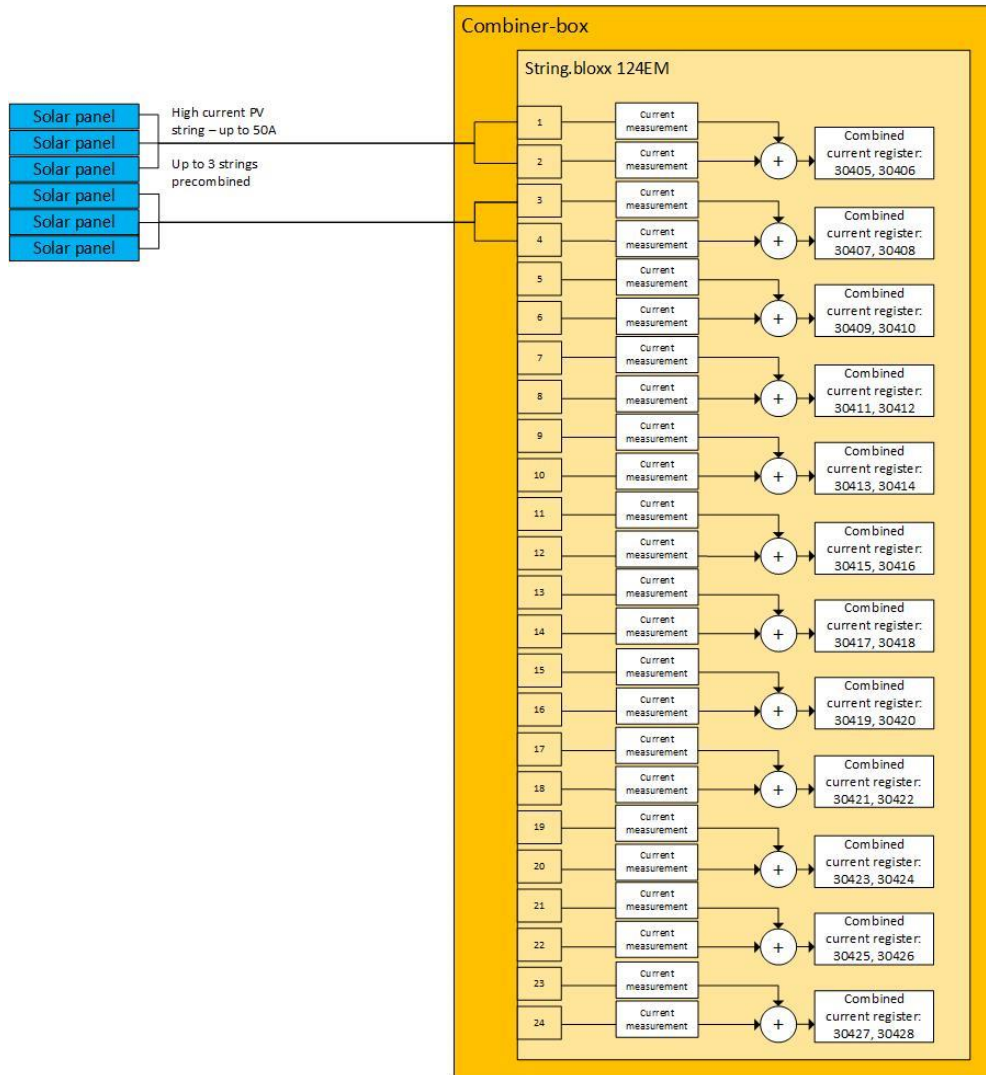 Combiner-box
String.bloxx 124EM
Solar panel
Solar panel
Solar panel
Solar panel
Solar panel
Solar panel
High current PV
string – up to 50A
Up to 3 strings
precombined
1
Current
measurement
2
Current
measurement
+
Combined
current register:
30405, 30406
3
Current
measurement
4
Current
measurement
+
Combined
current register:
30407, 30408
5
Current
measurement
6
Current
measurement
+
Combined
current register:
30409, 30410
7
Current
measurement
8
Current
measurement
+
Combined
current register:
30411, 30412
9
Current
measurement
10
Current
measurement
+
Combined
current register:
30413, 30414
11
Current
measurement
12
Current
measurement
+
Combined
current register:
30415, 30416
13
Current
measurement
14
Current
measurement
+
Combined
current register:
30417, 30418
15
Current
measurement
16
Current
measurement
+
Combined
current register:
30419, 30420
17
Current
measurement
18
Current
measurement
+
Combined
current register:
30421, 30422
19
Current
measurement
20
Current
measurement
+
Combined
current register:
30423, 30424
21
Current
measurement
22
Current
measurement
+
Combined
current register:
30425, 30426
23
Current
measurement
24
Current
measurement
+
Combined
current register:
30427, 30428